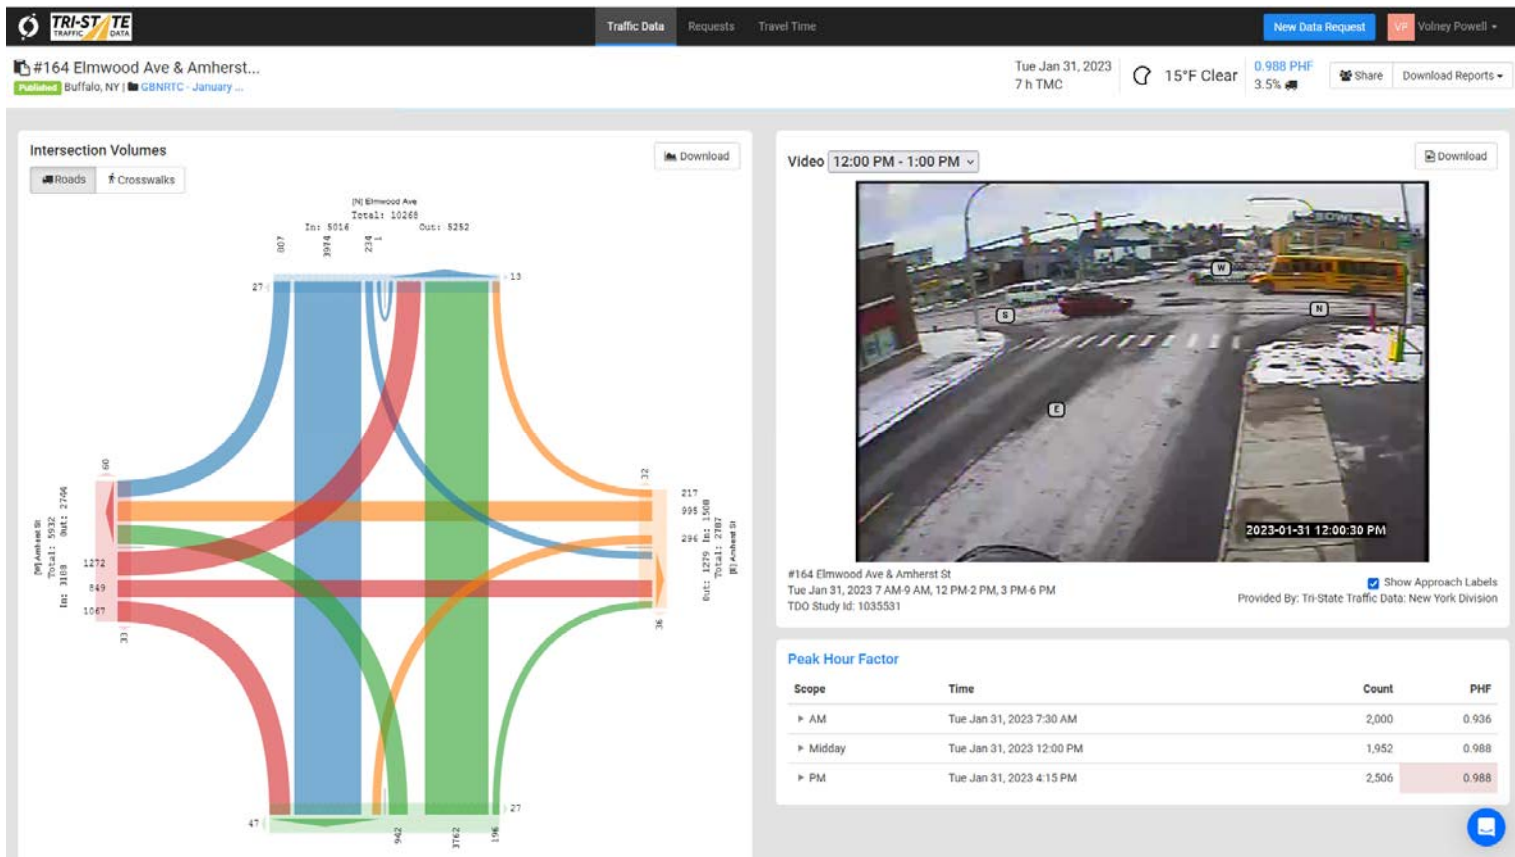 TRI-STATE
TRAFFIC DATA
Traffic Data
Requests
Travel Time
New Data Request
VP
Volney Powell
#164 Elmwood Ave & Amherst...
Published Buffalo, NY | GBNRTC - January ...
Tue Jan 31, 2023
7 h TMC
15°F Clear
0.988 PHF
3.5%
Share
Download Reports
Intersection Volumes
Download
Roads
Crosswalks
[N] Elmwood Ave
Total: 10268
In: 5016
Out: 5252
807
3974
234
1
27
13
60
[W] Amherst St
Total: 5932
In: 3188
Out: 2744
1272
849
1067
33
32
217
995
296
In: 1508
Out: 1279
Total: 2787
[E] Amherst St
36
47
942
3762
196
27
Video
12:00 PM - 1:00 PM
Download
BOWL
W
S
N
E
2023-01-31 12:00:30 PM
#164 Elmwood Ave & Amherst St
Tue Jan 31, 2023 7 AM-9 AM, 12 PM-2 PM, 3 PM-6 PM
TDO Study Id: 1035531
Show Approach Labels
Provided By: Tri-State Traffic Data: New York Division
Peak Hour Factor
Scope Time Count PHF
AM Tue Jan 31, 2023 7:30 AM 2,000 0.936
Midday Tue Jan 31, 2023 12:00 PM 1,952 0.988
PM Tue Jan 31, 2023 4:15 PM 2,506 0.988